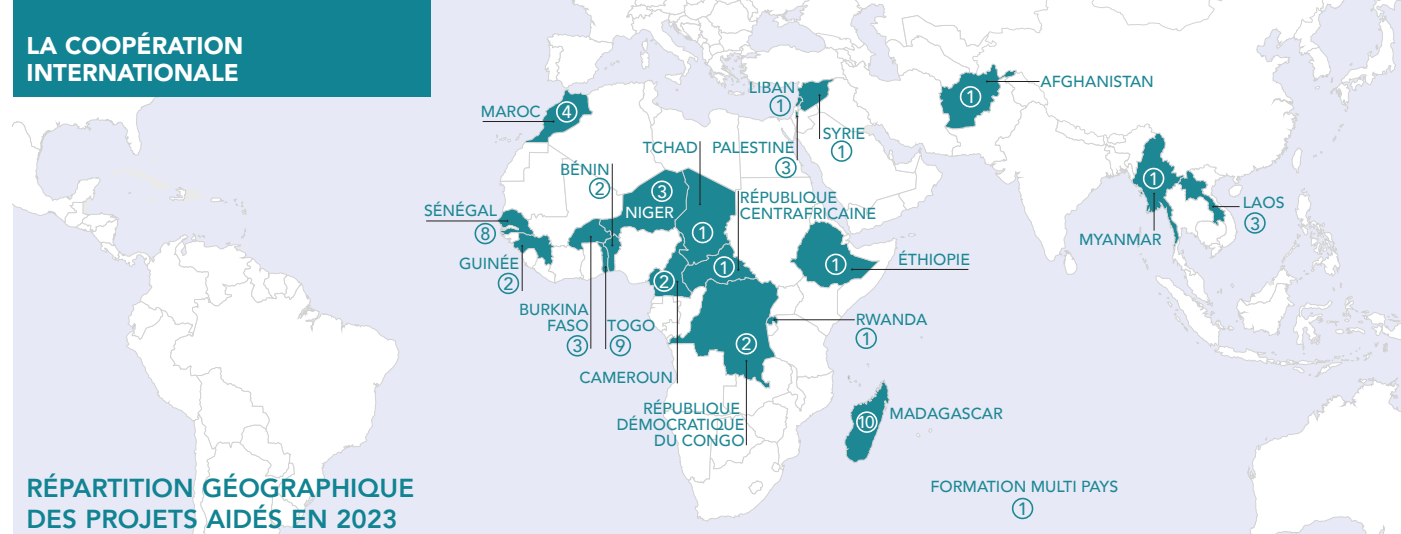 LA COOPÉRATION
INTERNATIONALE
MAROC
4
LIBAN
1
SYRIE
1
AFGHANISTAN
1
TCHAD
1
PALESTINE
3
BÉNIN
2
3
NIGER
RÉPUBLIQUE
CENTRAFRICAINE
1
SÉNÉGAL
8
GUINÉE
2
BURKINA
FASO
3
TOGO
9
CAMEROUN
2
ÉTHIOPIE
1
MYANMAR
1
LAOS
3
RWANDA
1
RÉPUBLIQUE
DÉMOCRATIQUE
DU CONGO
2
MADAGASCAR
10
FORMATION MULTI PAYS
1
RÉPARTITION GÉOGRAPHIQUE
DES PROJETS AIDÉS EN 2023